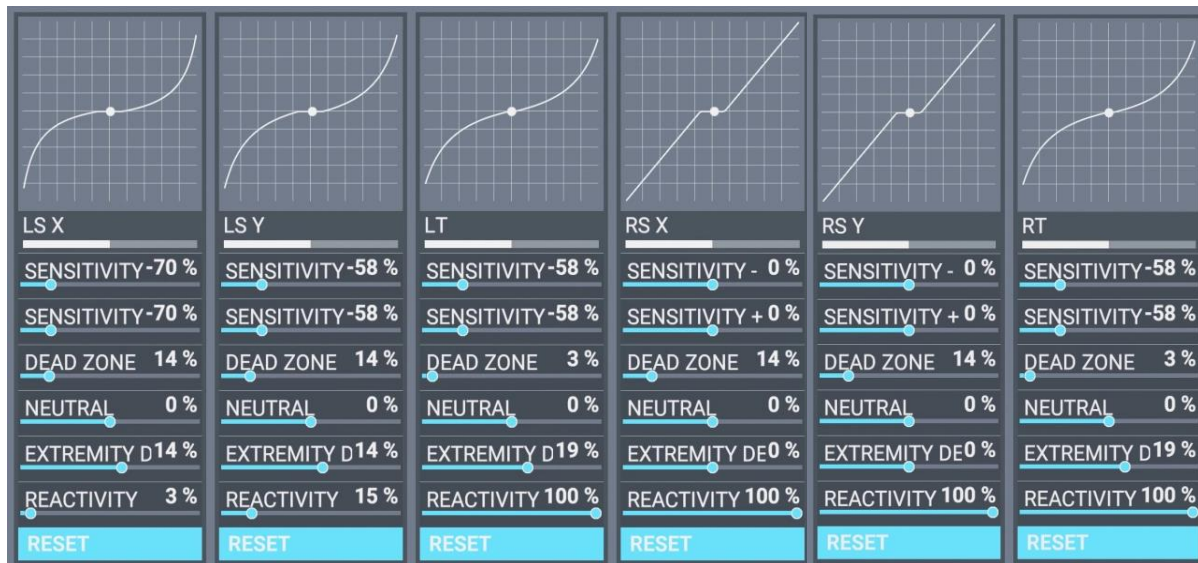 LS X
SENSITIVITY -70 %
SENSITIVITY -70 %
DEAD ZONE 14 %
NEUTRAL 0 %
EXTREMITY D 14 %
REACTIVITY 3 %
RESET
LS Y
SENSITIVITY -58 %
SENSITIVITY -58 %
DEAD ZONE 14 %
NEUTRAL 0 %
EXTREMITY D 14 %
REACTIVITY 15 %
RESET
LT
SENSITIVITY -58 %
SENSITIVITY -58 %
DEAD ZONE 3 %
NEUTRAL 0 %
EXTREMITY D 19 %
REACTIVITY 100 %
RESET
RS X
SENSITIVITY - 0 %
SENSITIVITY + 0 %
DEAD ZONE 14 %
NEUTRAL 0 %
EXTREMITY DE 0 %
REACTIVITY 100 %
RESET
RS Y
SENSITIVITY - 0 %
SENSITIVITY + 0 %
DEAD ZONE 14 %
NEUTRAL 0 %
EXTREMITY DE 0 %
REACTIVITY 100 %
RESET
RT
SENSITIVITY -58 %
SENSITIVITY -58 %
DEAD ZONE 3 %
NEUTRAL 0 %
EXTREMITY D 19 %
REACTIVITY 100 %
RESET